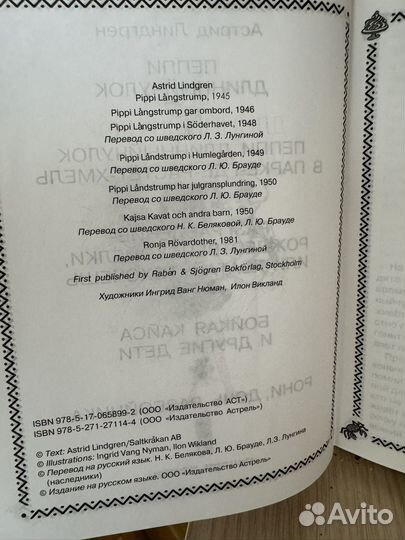 Astrid Lindgren
Pippi Långstrump, 1945
Pippi Långstrump gar ombord, 1946
Pippi Långstrump i Söderhavet, 1948
Перевод со шведского Л. З. Лунгиной
Pippi Låndstrump i Humlegården, 1949
Перевод со шведского Л. Ю. Брауде
Pippi Låndstrump har julgransplundring, 1950
Перевод со шведского Л. Ю. Брауде
Kajsa Kavat och andra barn, 1950
Перевод со шведского Н. К. Беляковой, Л. Ю. Брауде
Ronja Rövardother, 1981
Перевод со шведского Л. З. Лунгиной
First published by Rabén & Sjögren Bokförlag, Stockholm
Художники Ингрид Ванг Нюман, Илон Викланд
ISBN 978-5-17-065899-2 (ООО «Издательство АСТ»)
ISBN 978-5-271-27114-4 (ООО «Издательство Астрель»)
© Text: Astrid Lindgren/Saltkråkan AB
© Illustrations: Ingrid Vang Nyman, Ilon Wikland
© Перевод на русский язык. Н. К. Белякова, Л. Ю. Брауде, Л.З. Лунгина
(наследники)
© Издание на русском языке. ООО «Издательство Астрель»
Avito